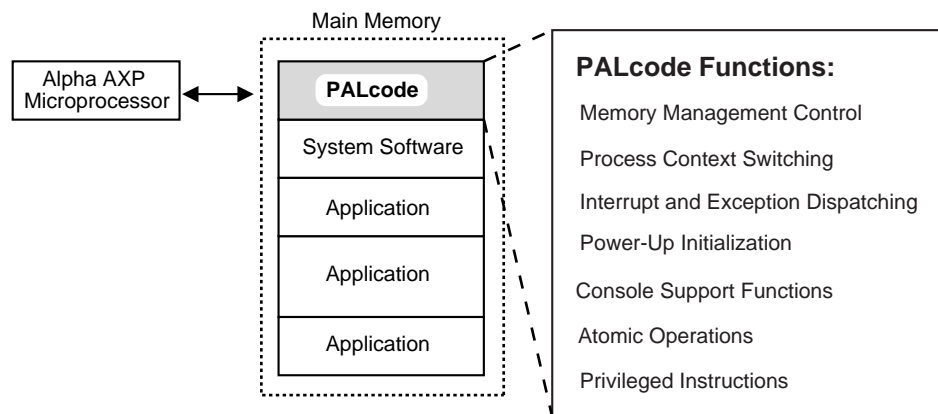 Main Memory
Alpha AXP
Microprocessor
PALcode
System Software
Application
Application
Application
PALcode Functions:
Memory Management Control
Process Context Switching
Interrupt and Exception Dispatching
Power-Up Initialization
Console Support Functions
Atomic Operations
Privileged Instructions